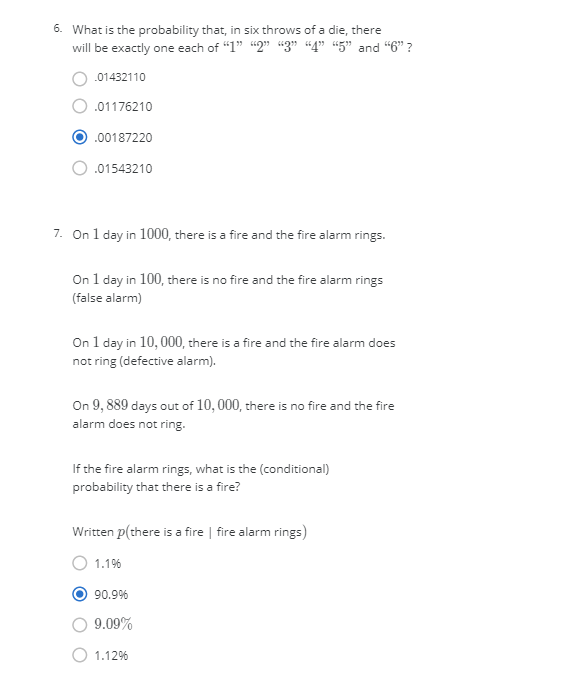 6. What is the probability that, in six throws of a die, there
will be exactly one each of “1” “2” “3” “4” “5” and “6” ?
.01432110
.01176210
.00187220
.01543210
7. On 1 day in 1000, there is a fire and the fire alarm rings.
On 1 day in 100, there is no fire and the fire alarm rings
(false alarm)
On 1 day in 10, 000, there is a fire and the fire alarm does
not ring (defective alarm).
On 9, 889 days out of 10, 000, there is no fire and the fire
alarm does not ring.
If the fire alarm rings, what is the (conditional)
probability that there is a fire?
Written p(there is a fire | fire alarm rings)
1.1%
90.9%
9.09%
1.12%